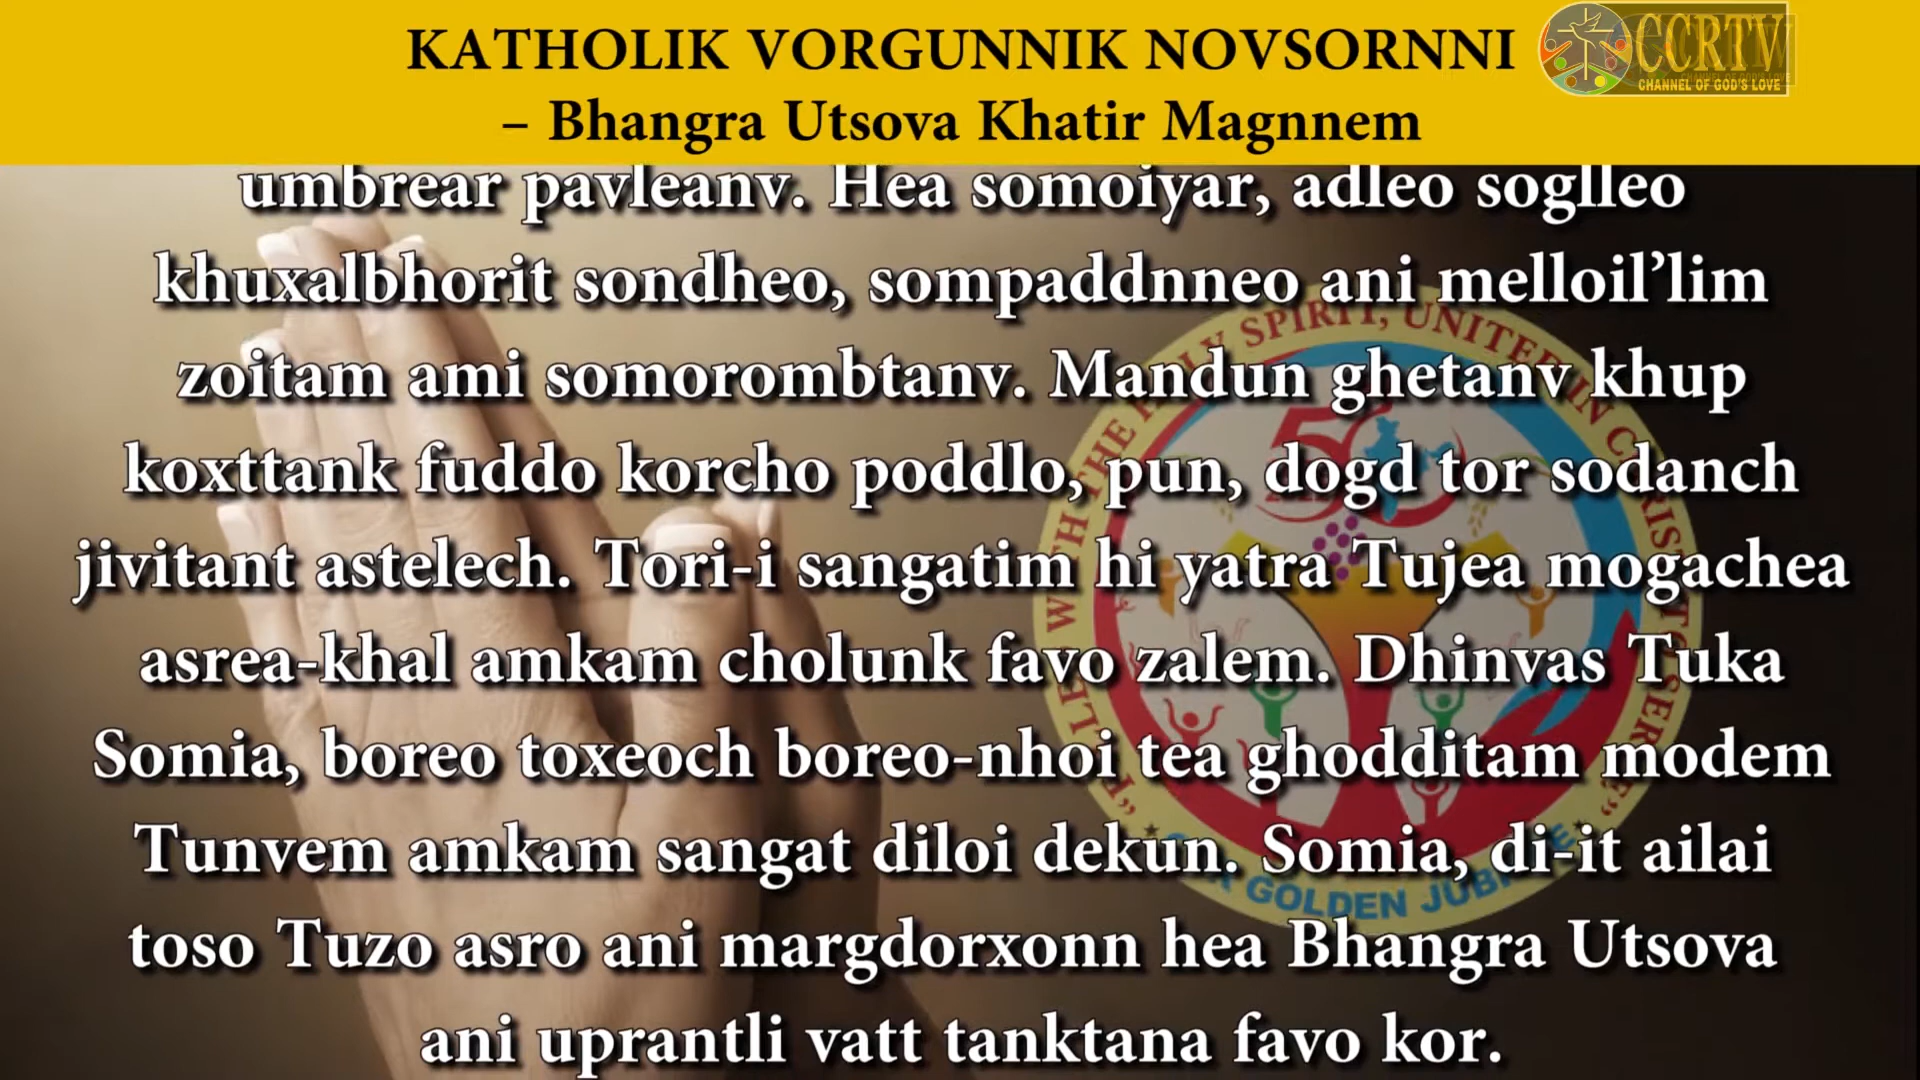 KATHOLIK VORGUNNIK NOVSORNNI
– Bhangra Utsova Khatir Magnnem
CCRTV
CHANNEL OF GOD'S LOVE
umbrear pavleanv. Hea somoiyar, adleo soglleo
khuxalbhorit sondheo, sompaddnneo ani melloil’lim
zoitam ami somorombtanv. Mandun ghetanv khup
koxttank fuddo korcho poddlo, pun, dogd tor sodanch
jivitant astelech. Tori-i sangatim hi yatra Tujea mogachea
asrea-khal amkam cholunk favo zalem. Dhinvas Tuka
Somia, boreo toxeoch boreo-nhoi tea ghodditam modem
Tunvem amkam sangat diloi dekun. Somia, di-it ailai
toso Tuzo asro ani margdorxonn hea Bhangra Utsova
ani uprantli vatt tanktana favo kor.
50
GOLDEN JUBILEE